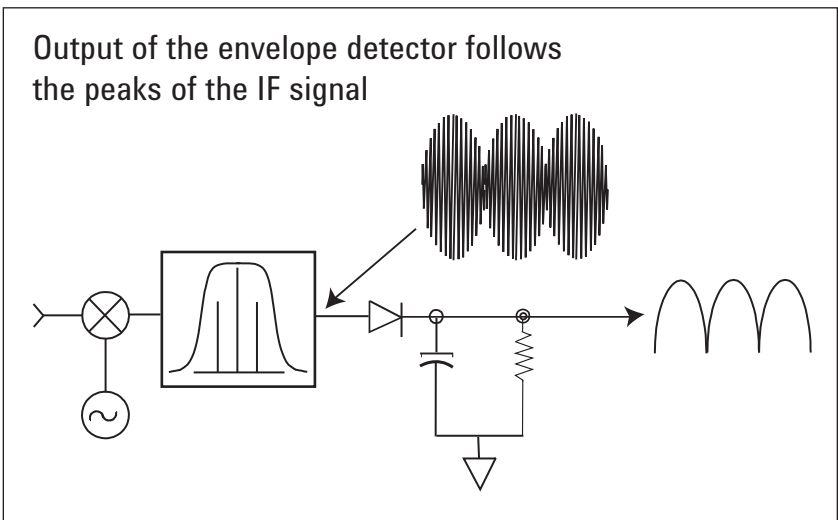 Output of the envelope detector follows
the peaks of the IF signal